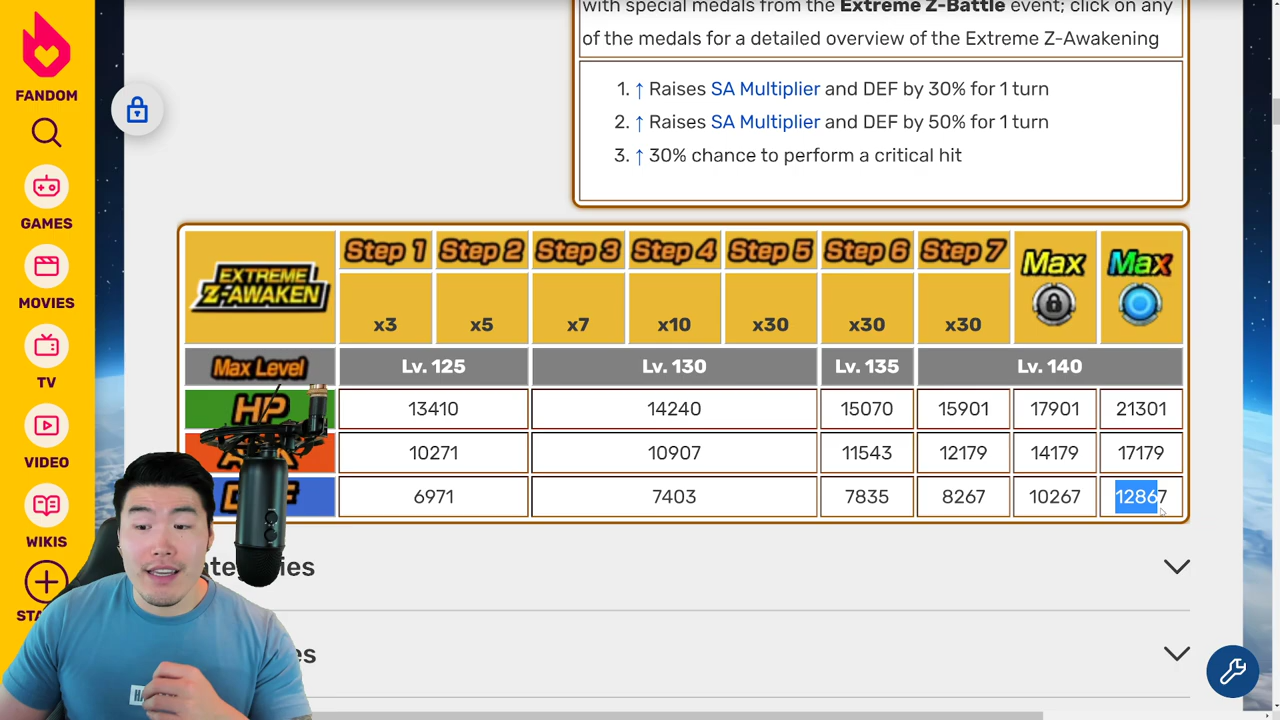 with special medals from the Extreme Z-Battle event; click on any
of the medals for a detailed overview of the Extreme Z-Awakening
1. ↑ Raises SA Multiplier and DEF by 30% for 1 turn
2. ↑ Raises SA Multiplier and DEF by 50% for 1 turn
3. ↑ 30% chance to perform a critical hit
FANDOM
GAMES
MOVIES
TV
VIDEO
WIKIS
EXTREME Z-AWAKEN Step 1 Step 2 Step 3 Step 4 Step 5 Step 6 Step 7 Max Max
x3 x5 x7 x10 x30 x30 x30
Max Level Lv. 125 Lv. 130 Lv. 135 Lv. 140
HP 13410 14240 15070 15901 17901 21301
10271 10907 11543 12179 14179 17179
6971 7403 7835 8267 10267 12867